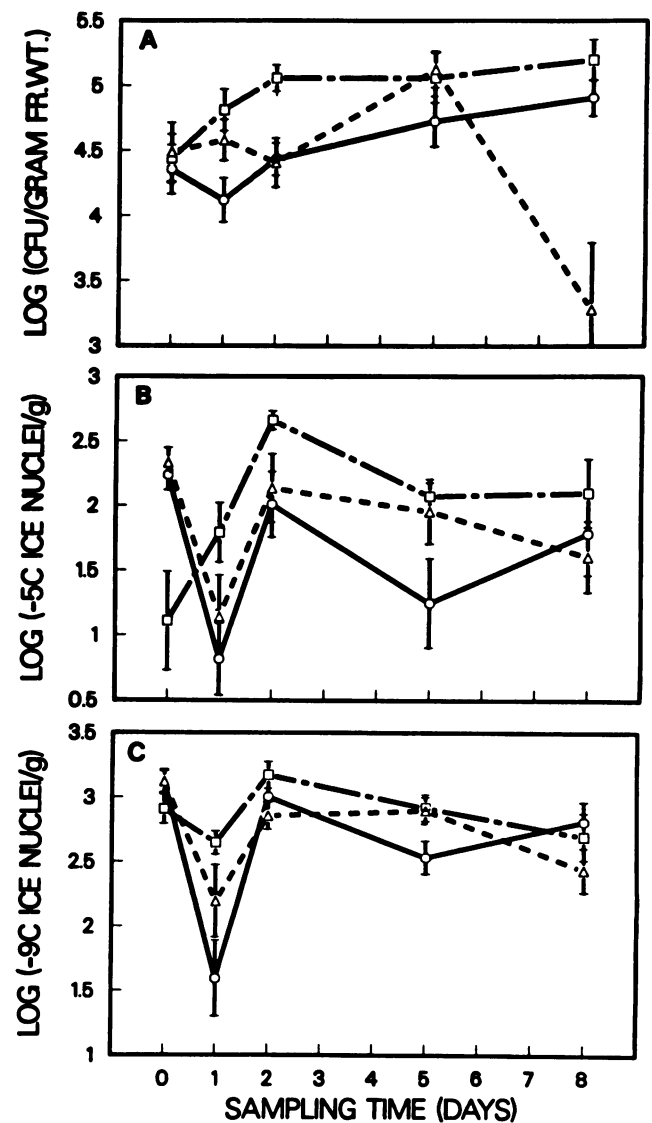 A
5.5
5
4.5
4
3.5
3
LOG (CFU/GRAM FR.WT.)
B
3
2.5
2
1.5
1
0.5
LOG (-5C ICE NUCLEI/g)
C
3.5
3
2.5
2
1.5
1
LOG (-9C ICE NUCLEI/g)
0 1 2 3 4 5 6 7 8
SAMPLING TIME (DAYS)